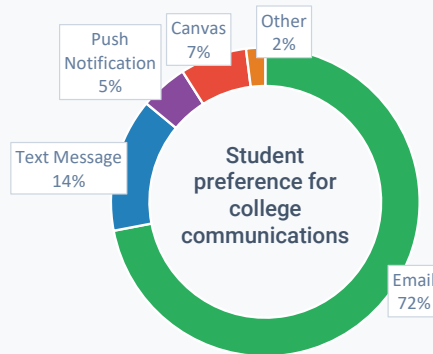 Other
2%
Canvas
7%
Push
Notification
5%
Text Message
14%
Student
preference for
college
communications
Email
72%